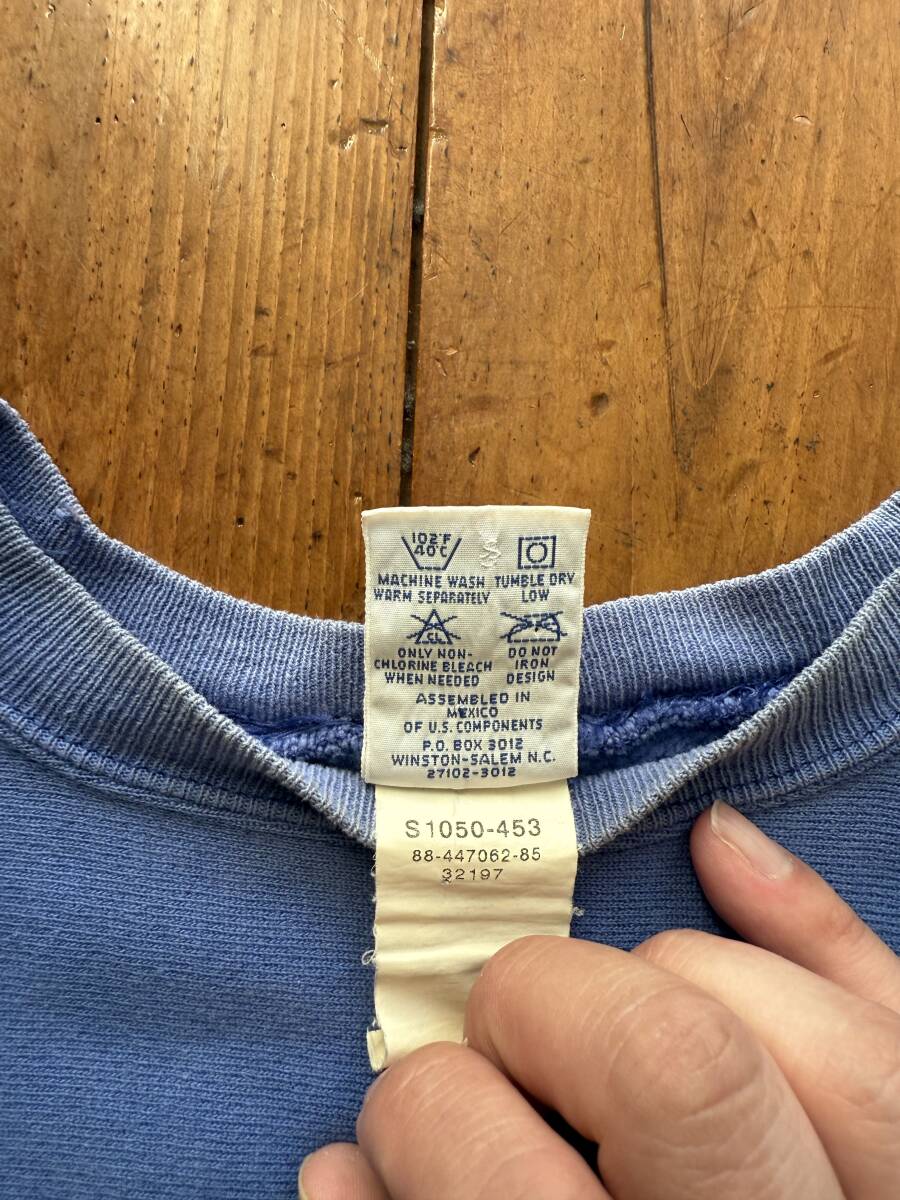 102°F
40°C
MACHINE WASH
WARM SEPARATELY
TUMBLE DRY
LOW
CL
ONLY NON-
CHLORINE BLEACH
WHEN NEEDED
DO NOT
IRON
DESIGN
ASSEMBLED IN
MEXICO
OF U.S. COMPONENTS
P.O. BOX 3012
WINSTON-SALEM N.C.
27102-3012
S1050-453
88-447062-85
32197